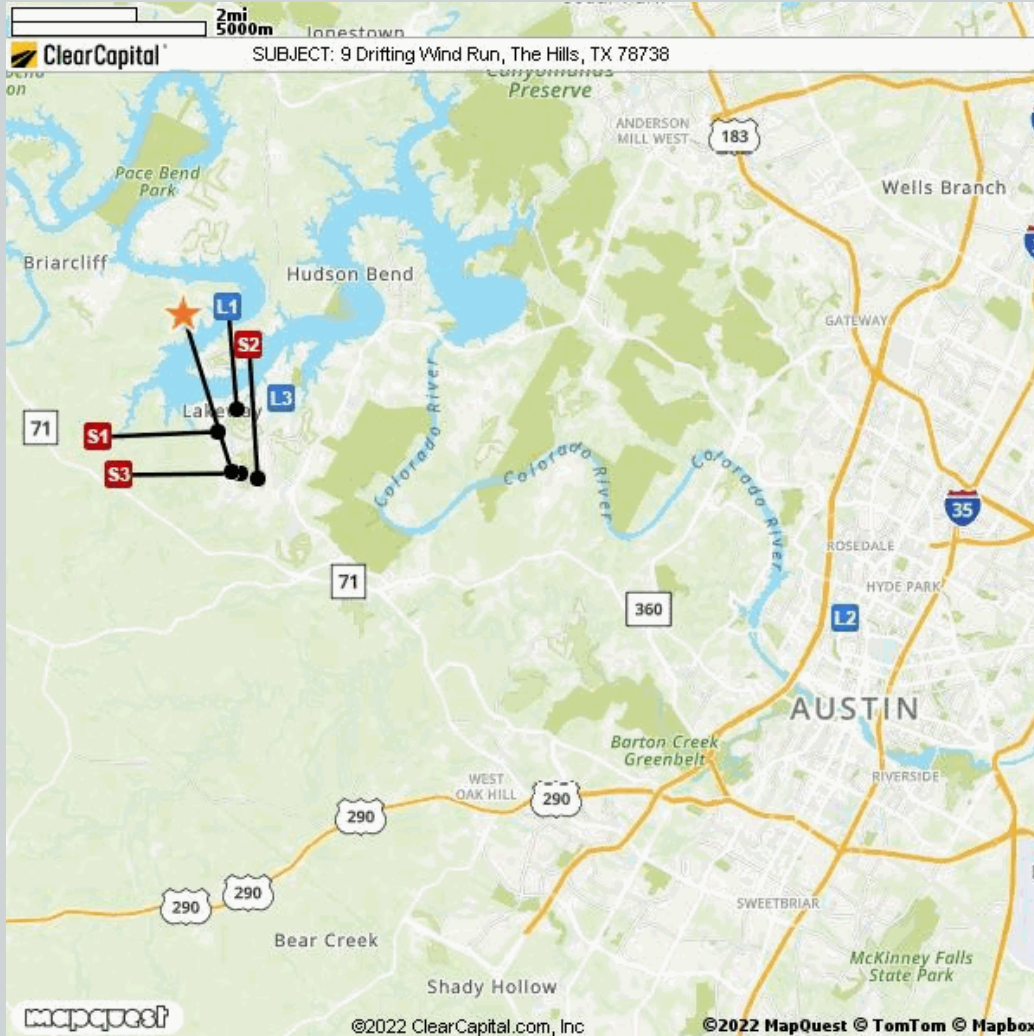 2mi
5000m
Jonestown
ClearCapital
SUBJECT: 9 Drifting Wind Run, The Hills, TX 78738
Canyonlands
Preserve
ANDERSON
MILL WEST
183
Pace Bend
Park
Wells Branch
Briarcliff
Hudson Bend
L1
GATEWAY
S2
L3
Lakeway
71
S1
S3
Colorado River
Colorado River
Colorado River
35
ROSEDALE
71
HYDE PARK
360
L2
AUSTIN
Barton Creek
Greenbelt
RIVERSIDE
WEST
OAK HILL
290
290
290
290
SWEETBRIAR
Bear Creek
McKinney Falls
State Park
Shady Hollow
mapquest
©2022 ClearCapital.com, Inc
©2022 MapQuest © TomTom © Mapbox